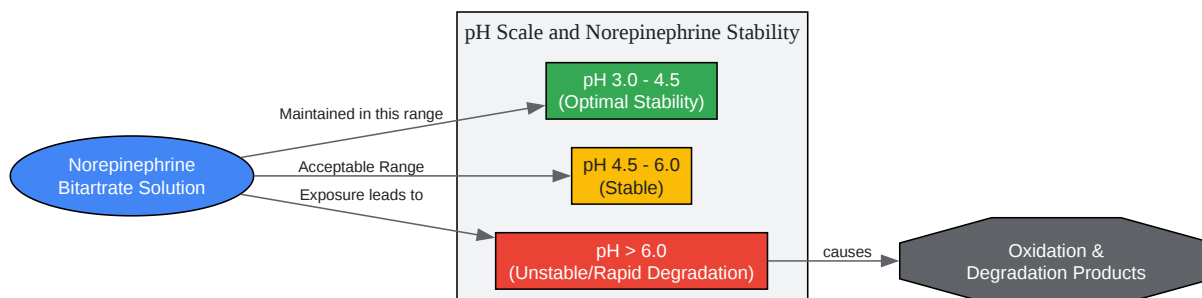 pH Scale and Norepinephrine Stability
pH 3.0 - 4.5
(Optimal Stability)
Maintained in this range
Norepinephrine
Bitartrate Solution
Acceptable Range
pH 4.5 - 6.0
(Stable)
Exposure leads to
pH > 6.0
(Unstable/Rapid Degradation)
causes
Oxidation &
Degradation Products